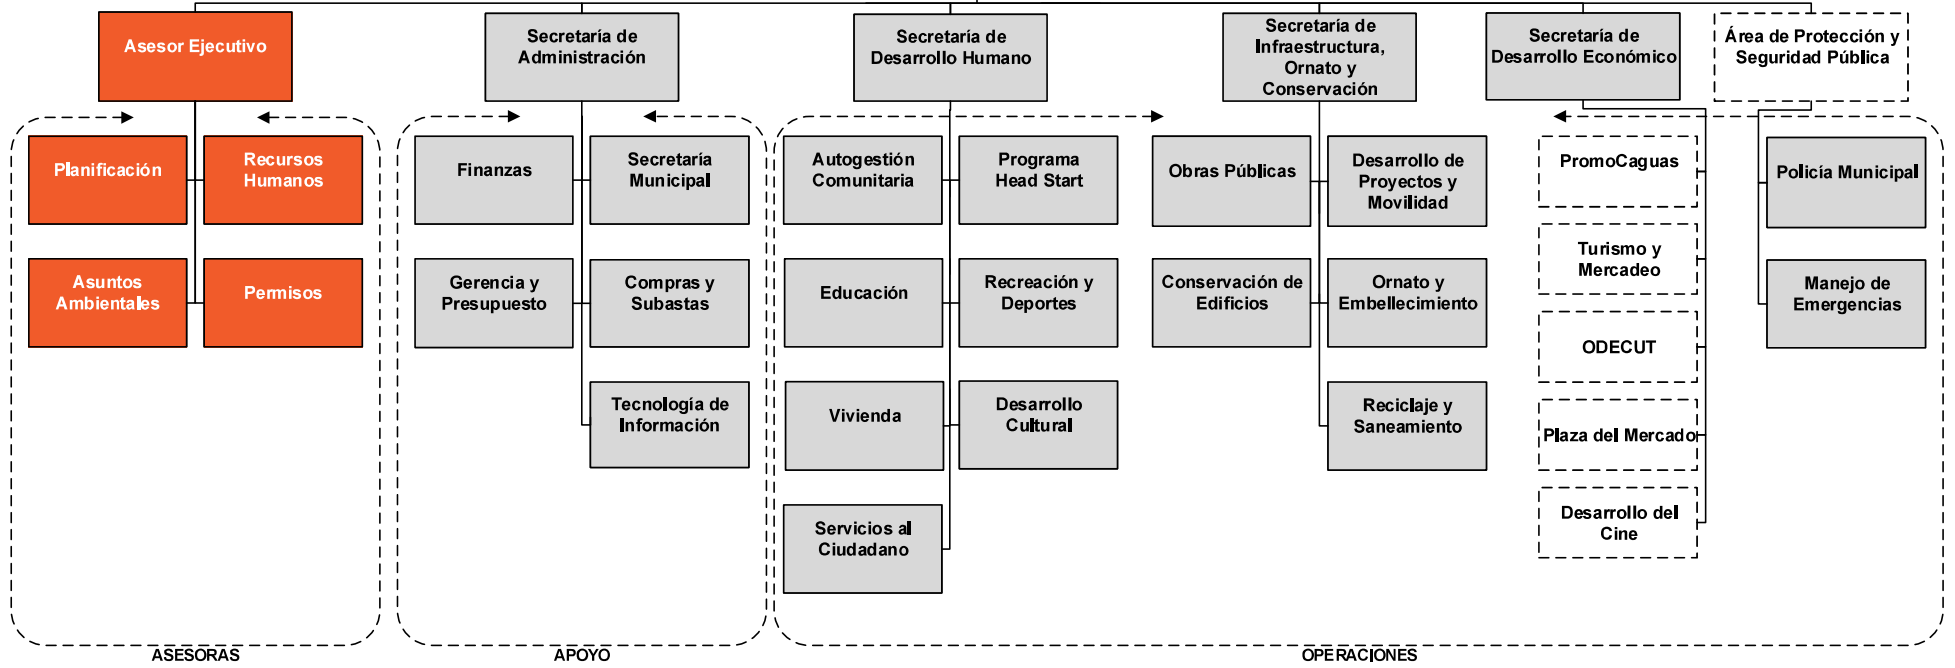 Asesor Ejecutivo
Secretaría de
Administración
Secretaría de
Desarrollo Humano
Secretaría de
Infraestructura,
Ornato y
Conservación
Secretaría de
Desarrollo Económico
Área de Protección y
Seguridad Pública
Planificación
Recursos
Humanos
Asuntos
Ambientales
Permisos
ASESORAS
Finanzas
Secretaría
Municipal
Gerencia y
Presupuesto
Compras y
Subastas
Tecnología de
Información
APOYO
Autogestión
Comunitaria
Programa
Head Start
Educación
Recreación y
Deportes
Vivienda
Desarrollo
Cultural
Servicios al
Ciudadano
Obras Públicas
Desarrollo de
Proyectos y
Movilidad
Conservación de
Edificios
Ornato y
Embellecimiento
Reciclaje y
Saneamiento
PromoCaguas
Turismo y
Mercadeo
ODECUT
Plaza del Mercado
Desarrollo del
Cine
Policía Municipal
Manejo de
Emergencias
OPERACIONES